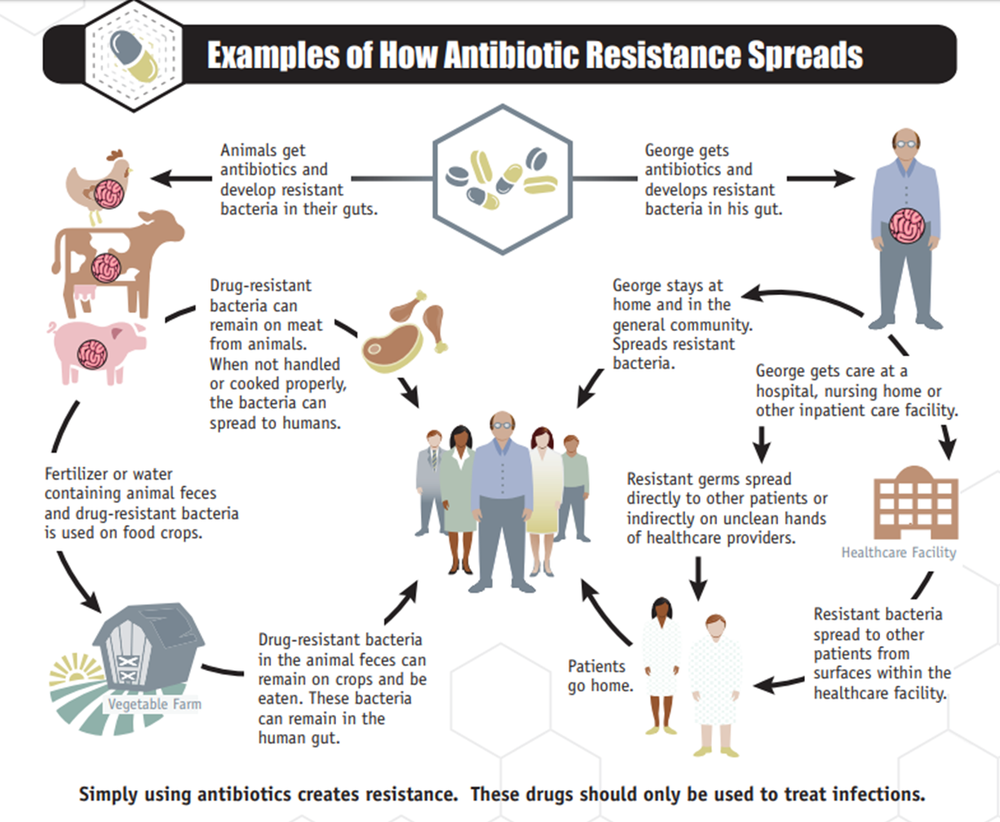 Examples of How Antibiotic Resistance Spreads
Animals get
antibiotics and
develop resistant
bacteria in their guts.
George gets
antibiotics and
develops resistant
bacteria in his gut.
Drug-resistant
bacteria can
remain on meat
from animals.
When not handled
or cooked properly,
the bacteria can
spread to humans.
George stays at
home and in the
general community.
Spreads resistant
bacteria.
George gets care at a
hospital, nursing home or
other inpatient care facility.
Fertilizer or water
containing animal feces
and drug-resistant bacteria
is used on food crops.
Resistant germs spread
directly to other patients or
indirectly on unclean hands
of healthcare providers.
Healthcare Facility
Vegetable Farm
Drug-resistant bacteria
in the animal feces can
remain on crops and be
eaten. These bacteria
can remain in the
human gut.
Patients
go home.
Resistant bacteria
spread to other
patients from
surfaces within the
healthcare facility.
Simply using antibiotics creates resistance. These drugs should only be used to treat infections.